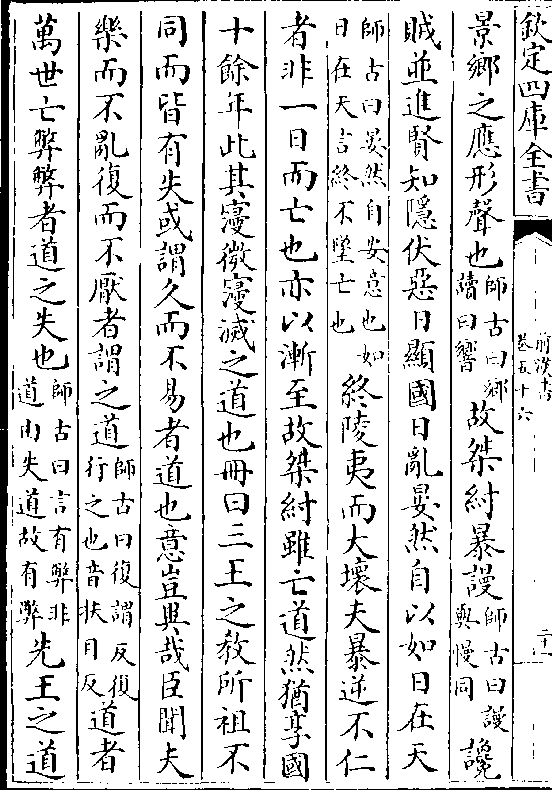 欽定四庫全書
前漢書
卷五十六
二十一
景鄉之應形聲也師古曰鄉
讀曰響故桀紂暴謾師古曰謾
與慢同讒
賊並進賢知隱伏惡日顯國日亂晏然自以如日在天
師古曰晏然自安意也如
日在天言終不墜亡也終陵夷而大壞夫暴逆不仁
者非一日而亡也亦以漸至故桀紂雖亡道然猶享國
十餘年此其寖微寖滅之道也冊曰三王之教所祖不
同而皆有失或謂久而不易者道也意豈異哉臣聞夫
樂而不亂復而不厭者謂之道師古曰復謂反復
行之也音扶目反道者
萬世亡弊弊者道之失也師古曰言有弊非
道由失道故有弊先王之道